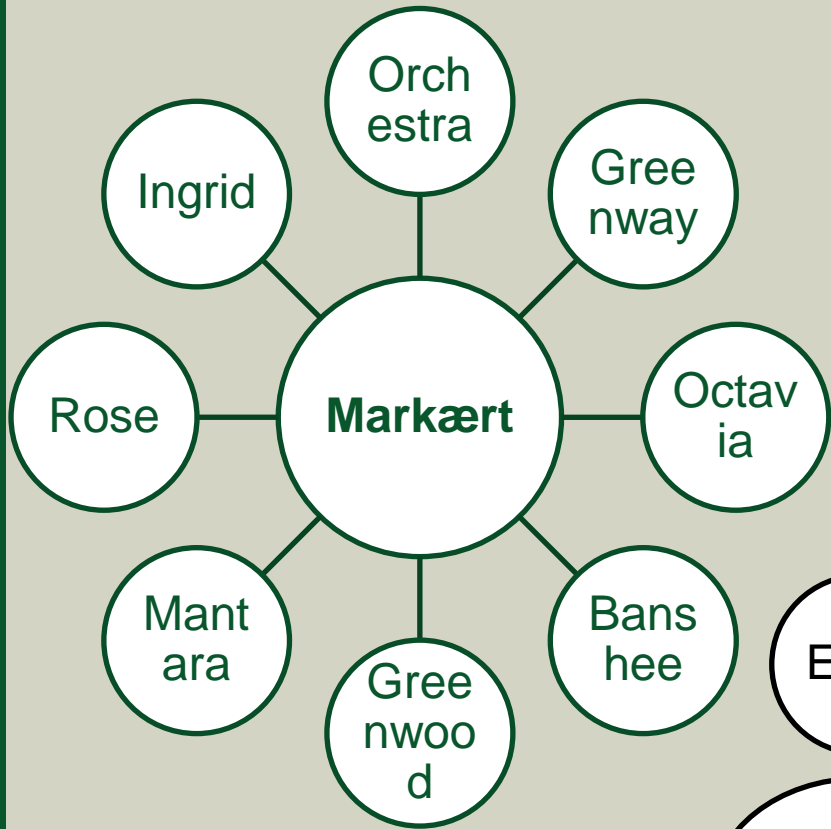 Orch
estra
Gree
nway
Octav
ia
Bans
hee
Gree
nwoo
d
Mant
ara
Rose
Ingrid
Markært
E